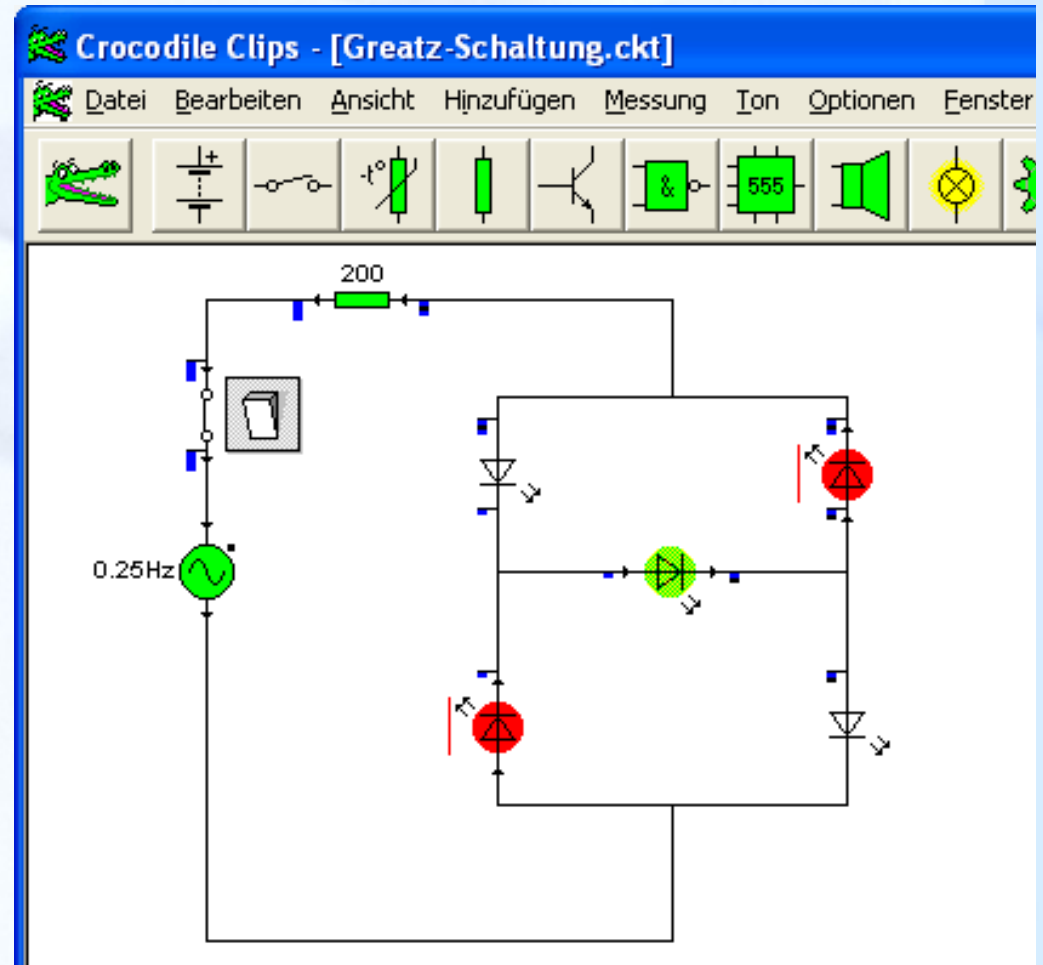 Crocodile Clips - [Greatz-Schaltung.ckt]
Datei Bearbeiten Ansicht Hinzufügen Messung Ton Optionen Fenster
+ -t° & 555
200
0.25Hz